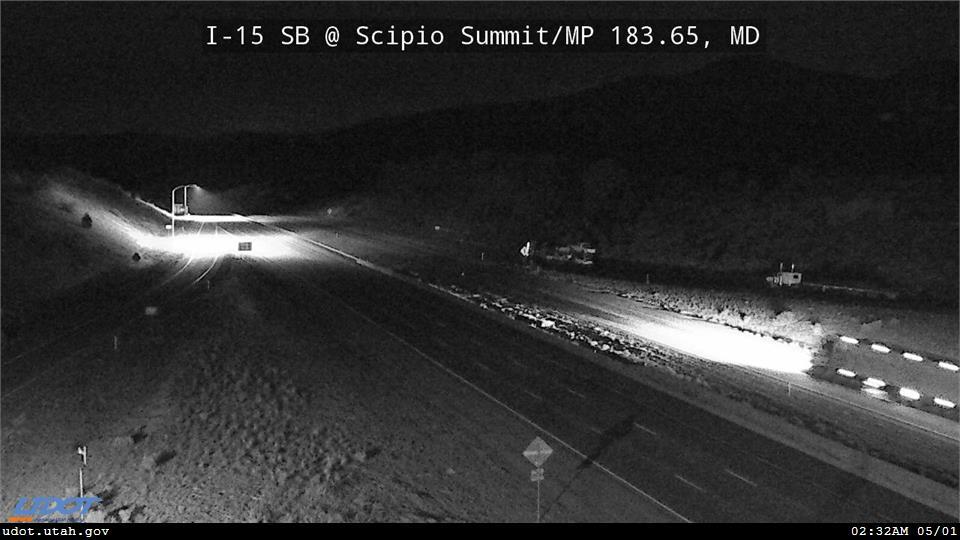 I-15 SB @ Scipio Summit/MP 183.65, MD
UDOT
udot.utah.gov 02:32AM 05/01